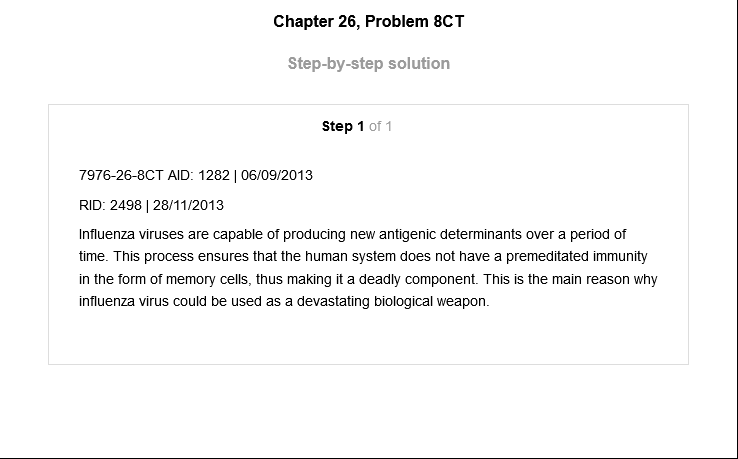 Chapter 26, Problem 8CT
Step-by-step solution
Step 1 of 1
7976-26-8CT AID: 1282 | 06/09/2013
RID: 2498 | 28/11/2013
Influenza viruses are capable of producing new antigenic determinants over a period of
time. This process ensures that the human system does not have a premeditated immunity
in the form of memory cells, thus making it a deadly component. This is the main reason why
influenza virus could be used as a devastating biological weapon.